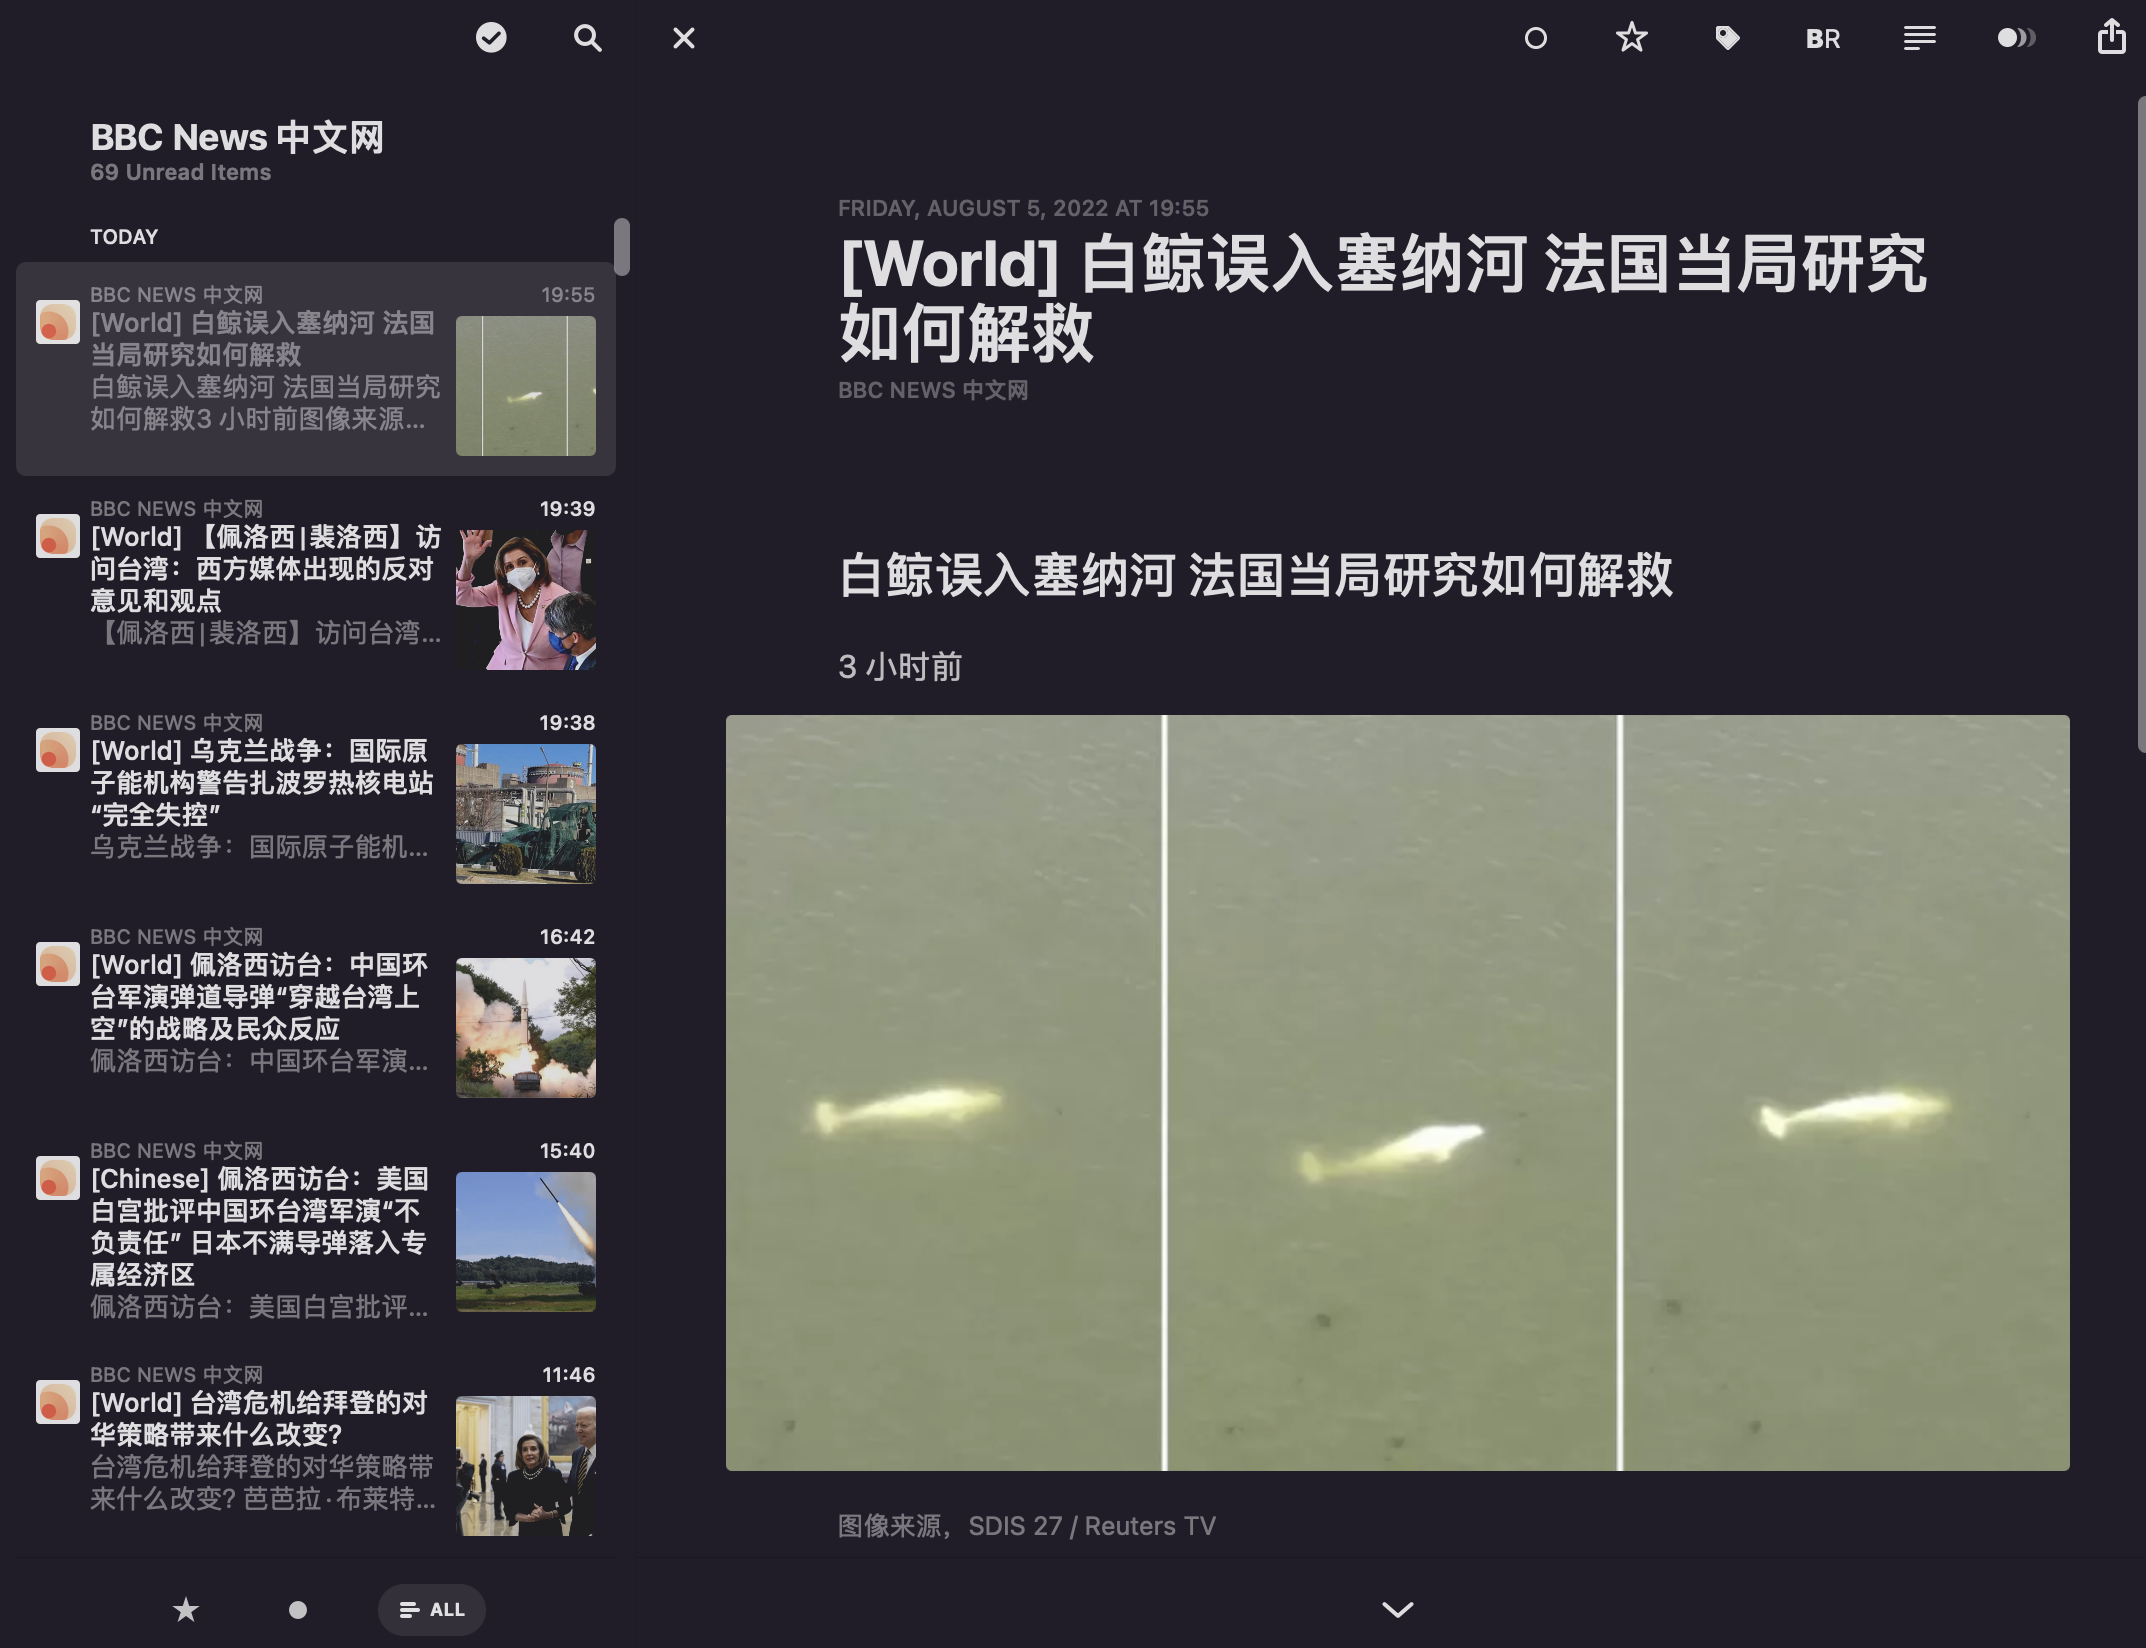 BBC News 中文网
69 Unread Items
TODAY
BBC NEWS 中文网
19:55
[World] 白鲸误入塞纳河 法国
当局研究如何解救
白鲸误入塞纳河 法国当局研究
如何解救3 小时前图像来源...
BBC NEWS 中文网
19:39
[World] 【佩洛西|裴洛西】访
问台湾：西方媒体出现的反对
意见和观点
【佩洛西|裴洛西】访问台湾...
BBC NEWS 中文网
19:38
[World] 乌克兰战争：国际原
子能机构警告扎波罗热核电站
“完全失控”
乌克兰战争：国际原子能机...
BBC NEWS 中文网
16:42
[World] 佩洛西访台：中国环
台军演弹道导弹“穿越台湾上
空”的战略及民众反应
佩洛西访台：中国环台军演...
BBC NEWS 中文网
15:40
[Chinese] 佩洛西访台：美国
白宫批评中国环台湾军演“不
负责任” 日本不满导弹落入专
属经济区
佩洛西访台：美国白宫批评...
BBC NEWS 中文网
11:46
[World] 台湾危机给拜登的对
华策略带来什么改变?
台湾危机给拜登的对华策略带
来什么改变? 芭芭拉·布莱特...
ALL
BR
FRIDAY, AUGUST 5, 2022 AT 19:55
[World] 白鲸误入塞纳河 法国当局研究
如何解救
BBC NEWS 中文网
白鲸误入塞纳河 法国当局研究如何解救
3 小时前
图像来源，SDIS 27 / Reuters TV